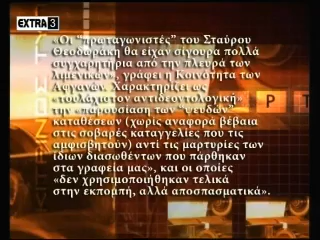 EXTRA 3
«Οι “πρωταγωνιστές” του Σταύρου
Θεοδωράκη θα είχαν σίγουρα πολλά
συγχαρητήρια από την πλευρά των
λιμενικών», γράφει η Κοινότητα των
Αφγανών. Χαρακτηρίζει ως
«τουλάχιστον αντιδεοντολογική»
την «παρουσίαση των “ψευδών”
καταθέσεων (χωρίς αναφορά βέβαια
στις σοβαρές καταγγελίες που τις
αμφισβητούν) αντί τις μαρτυρίες των
ίδιων διασωθέντων που πάρθηκαν
στα γραφεία μας», και οι οποίες
«δεν χρησιμοποιήθηκαν τελικά
στην εκπομπή, αλλά αποσπασματικά».